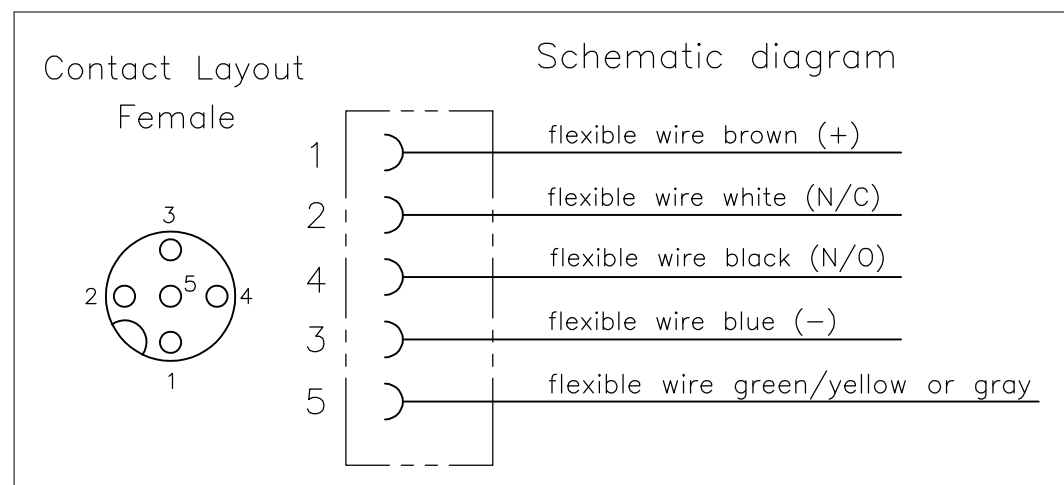 Contact Layout
Female
3
2
5
4
1
Schematic diagram
1 flexible wire brown (+)
2 flexible wire white (N/C)
4 flexible wire black (N/O)
3 flexible wire blue (−)
5 flexible wire green/yellow or gray